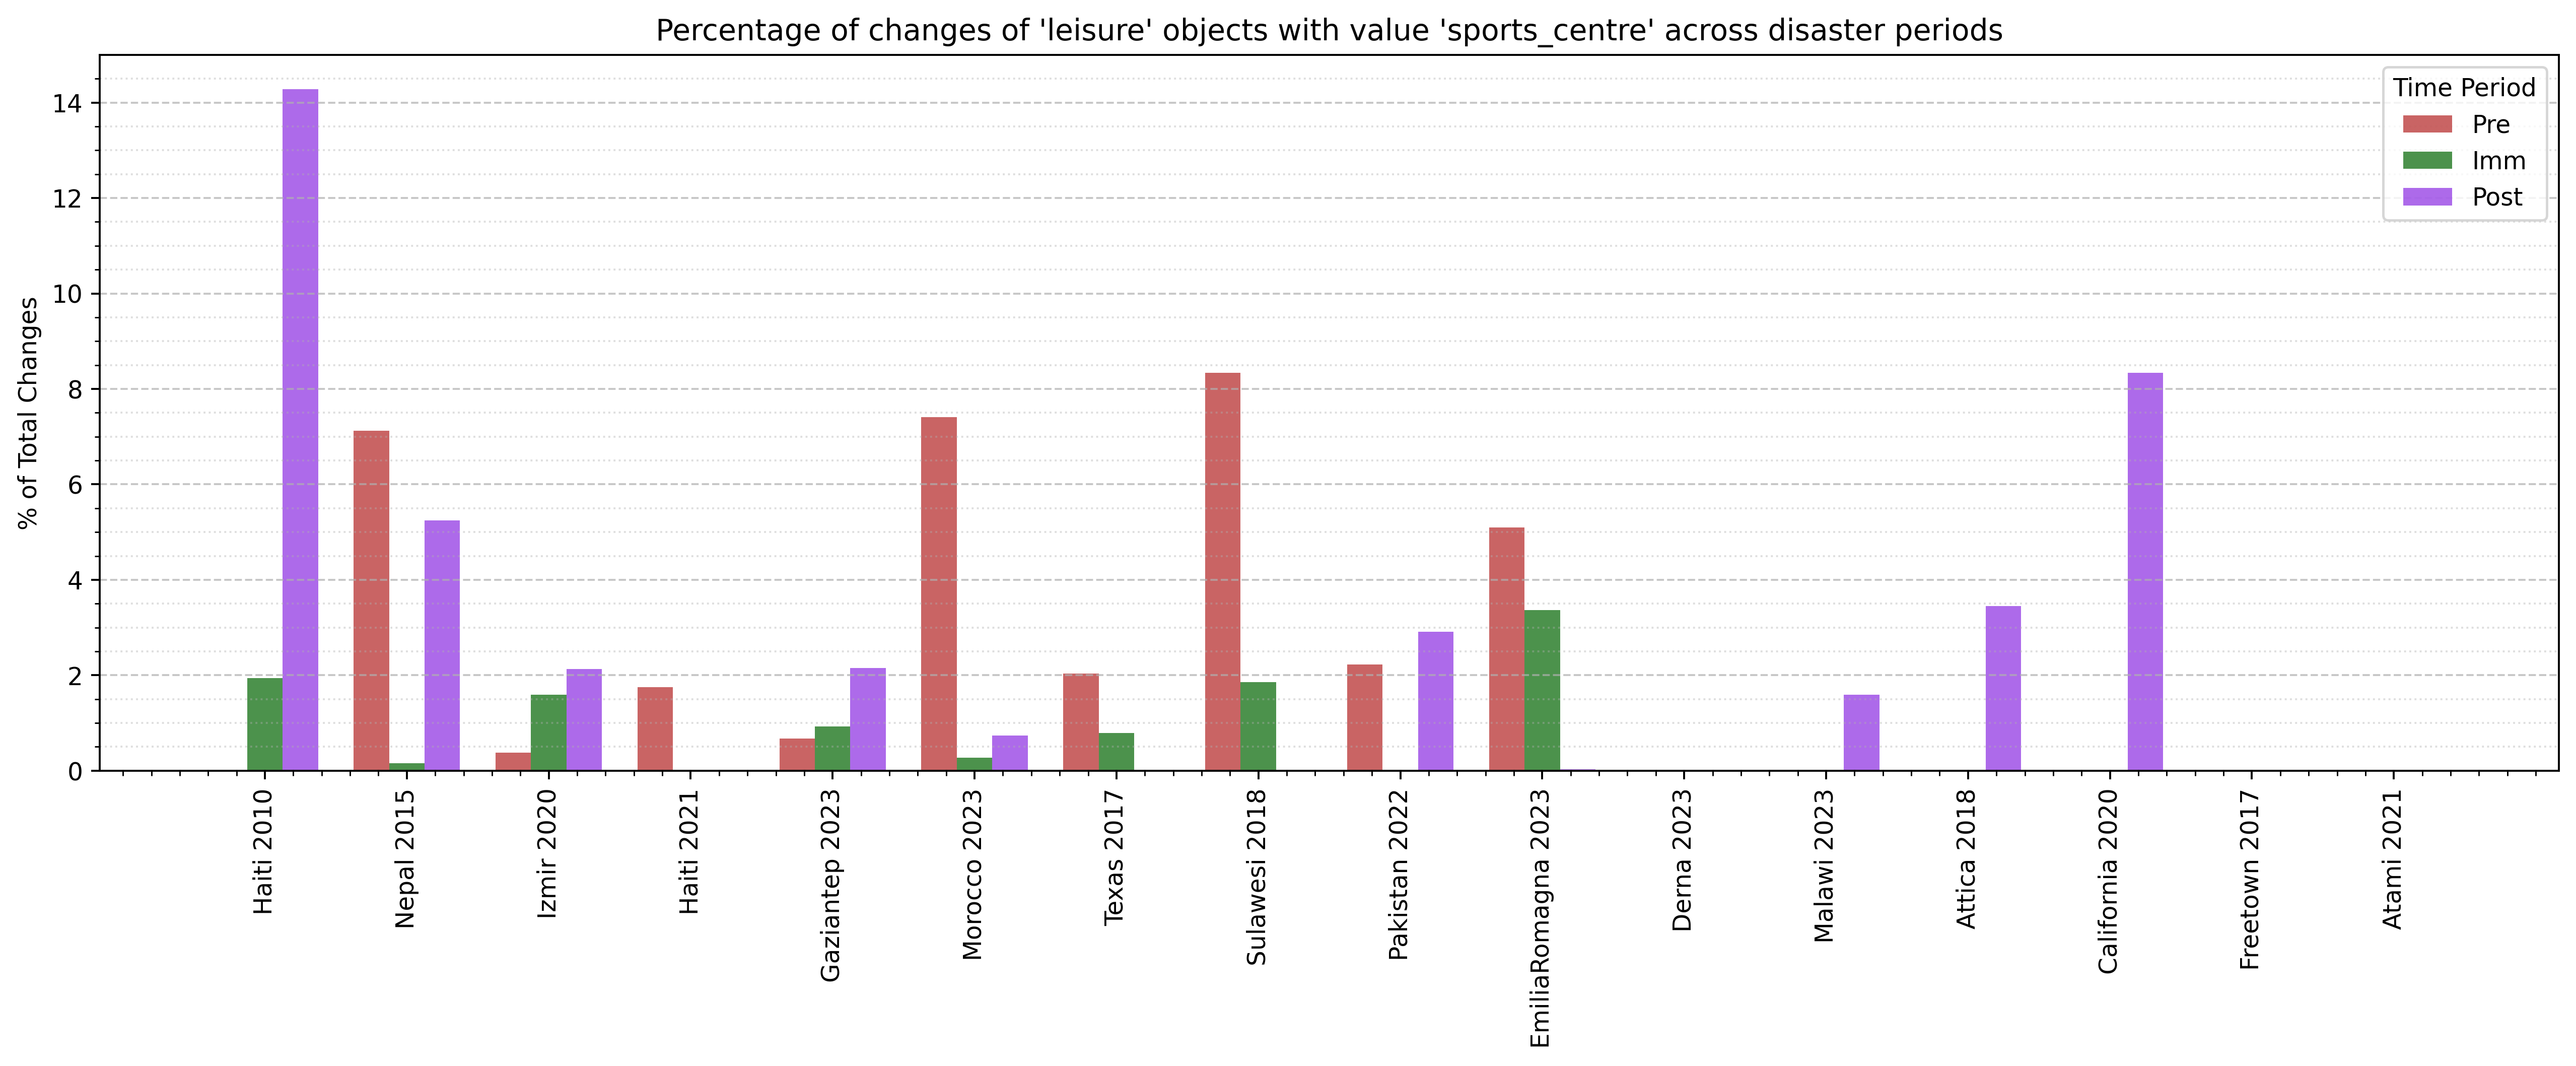 Percentage of changes of 'leisure' objects with value 'sports_centre' across disaster periods
% of Total Changes
14
12
10
8
6
4
2
0
Time Period
Pre
Imm
Post
Haiti 2010
Nepal 2015
Izmir 2020
Haiti 2021
Gaziantep 2023
Morocco 2023
Texas 2017
Sulawesi 2018
Pakistan 2022
EmiliaRomagna 2023
Derna 2023
Malawi 2023
Attica 2018
California 2020
Freetown 2017
Atami 2021